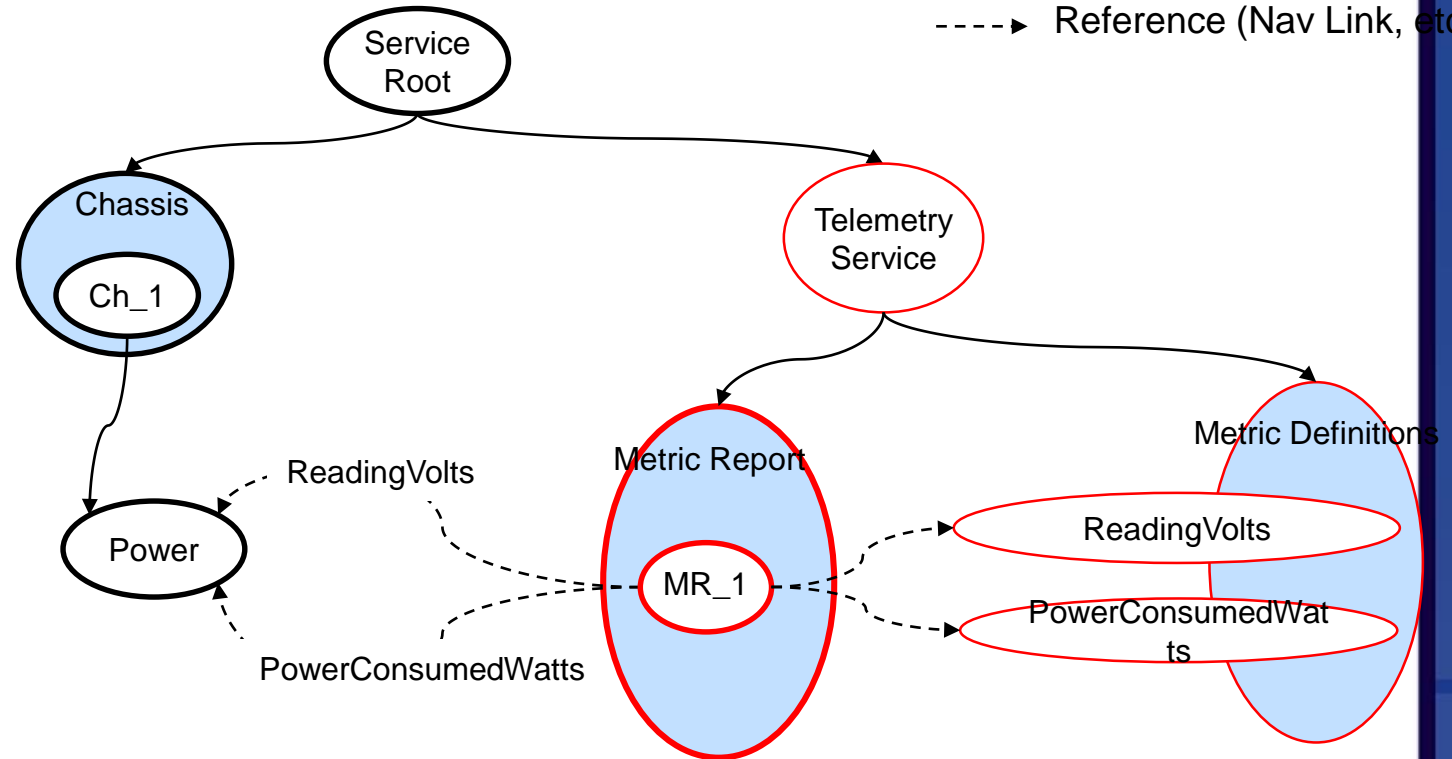 Reference (Nav Link, etc
Service
Root
Chassis
Ch_1
Telemetry
Service
Metric Report
Metric Definitions
ReadingVolts
ReadingVolts
Power
MR_1
PowerConsumedWat
ts
PowerConsumedWatts